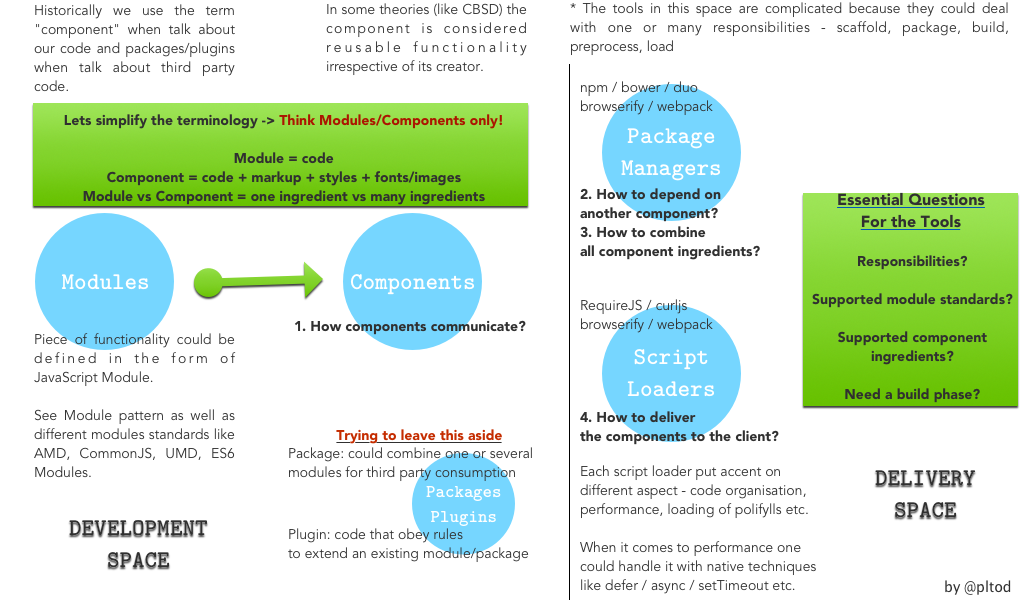 Historically we use the term
"component" when talk about
our code and packages/plugins
when talk about third party
code.
In some theories (like CBSD) the
component is considered
reusable functionality
irrespective of its creator.
Lets simplify the terminology -> Think Modules/Components only!
Module = code
Component = code + markup + styles + fonts/images
Module vs Component = one ingredient vs many ingredients
Modules
Components
1. How components communicate?
Piece of functionality could be
defined in the form of
JavaScript Module.
See Module pattern as well as
different modules standards like
AMD, CommonJS, UMD, ES6
Modules.
Trying to leave this aside
Package: could combine one or several
modules for third party consumption
Packages
Plugins
Plugin: code that obey rules
to extend an existing module/package
DEVELOPMENT
SPACE
* The tools in this space are complicated because they could deal
with one or many responsibilities - scaffold, package, build,
preprocess, load
npm / bower / duo
browserify / webpack
Package
Managers
2. How to depend on
another component?
3. How to combine
all component ingredients?
RequireJS / curljs
browserify / webpack
Script
Loaders
4. How to deliver
the components to the client?
Each script loader put accent on
different aspect - code organisation,
performance, loading of polifylls etc.
When it comes to performance one
could handle it with native techniques
like defer / async / setTimeout etc.
Essential Questions
For the Tools
Responsibilities?
Supported module standards?
Supported component
ingredients?
Need a build phase?
DELIVERY
SPACE
by @pltod